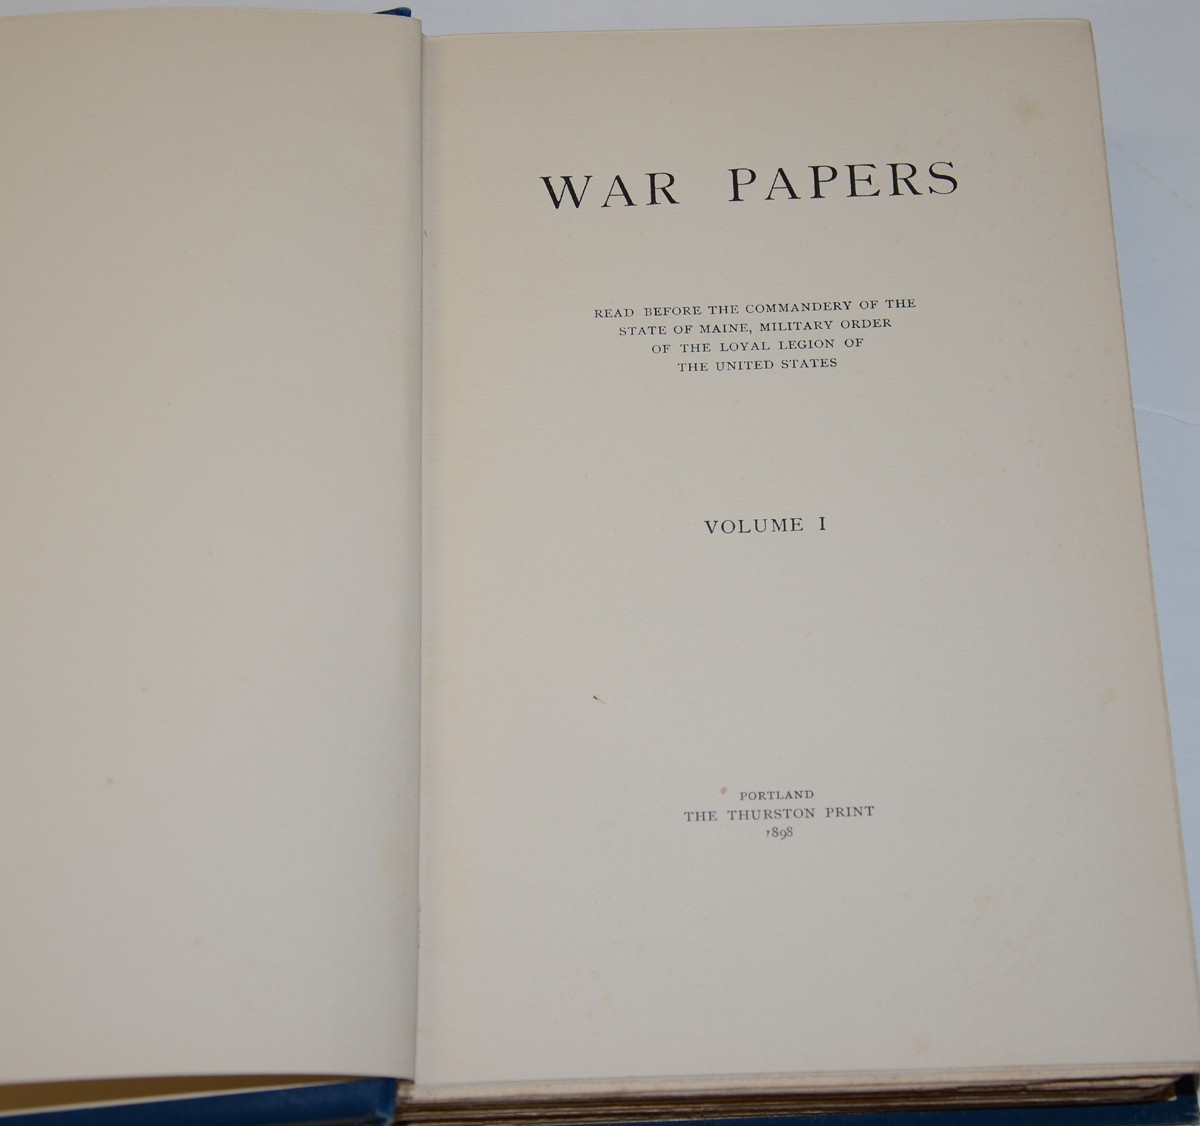 WAR PAPERS
READ BEFORE THE COMMANDERY OF THE
STATE OF MAINE, MILITARY ORDER
OF THE LOYAL LEGION OF
THE UNITED STATES
VOLUME I
PORTLAND
THE THURSTON PRINT
1898